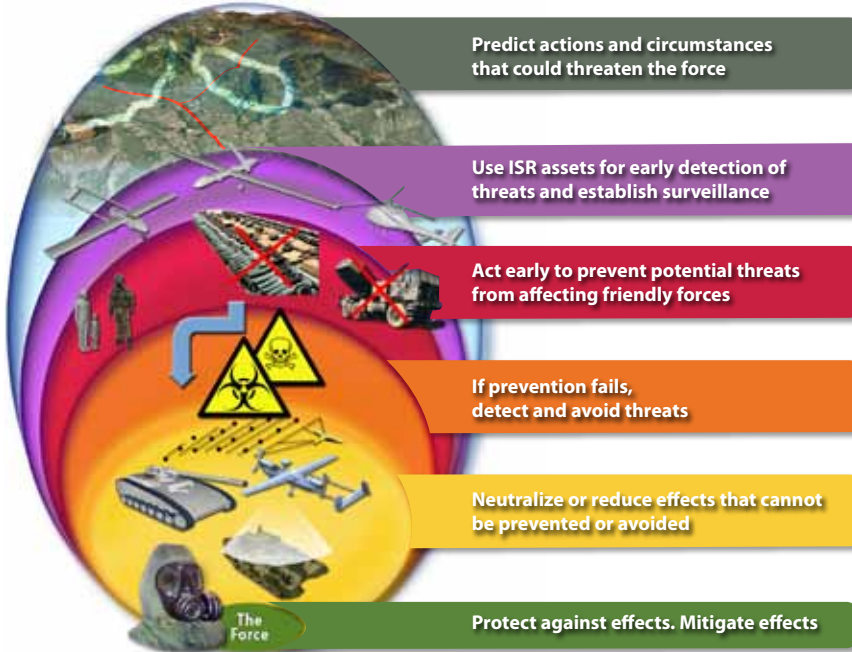 Predict actions and circumstances
that could threaten the force
Use ISR assets for early detection of
threats and establish surveillance
Act early to prevent potential threats
from affecting friendly forces
If prevention fails,
detect and avoid threats
Neutralize or reduce effects that cannot
be prevented or avoided
The
Force
Protect against effects. Mitigate effects